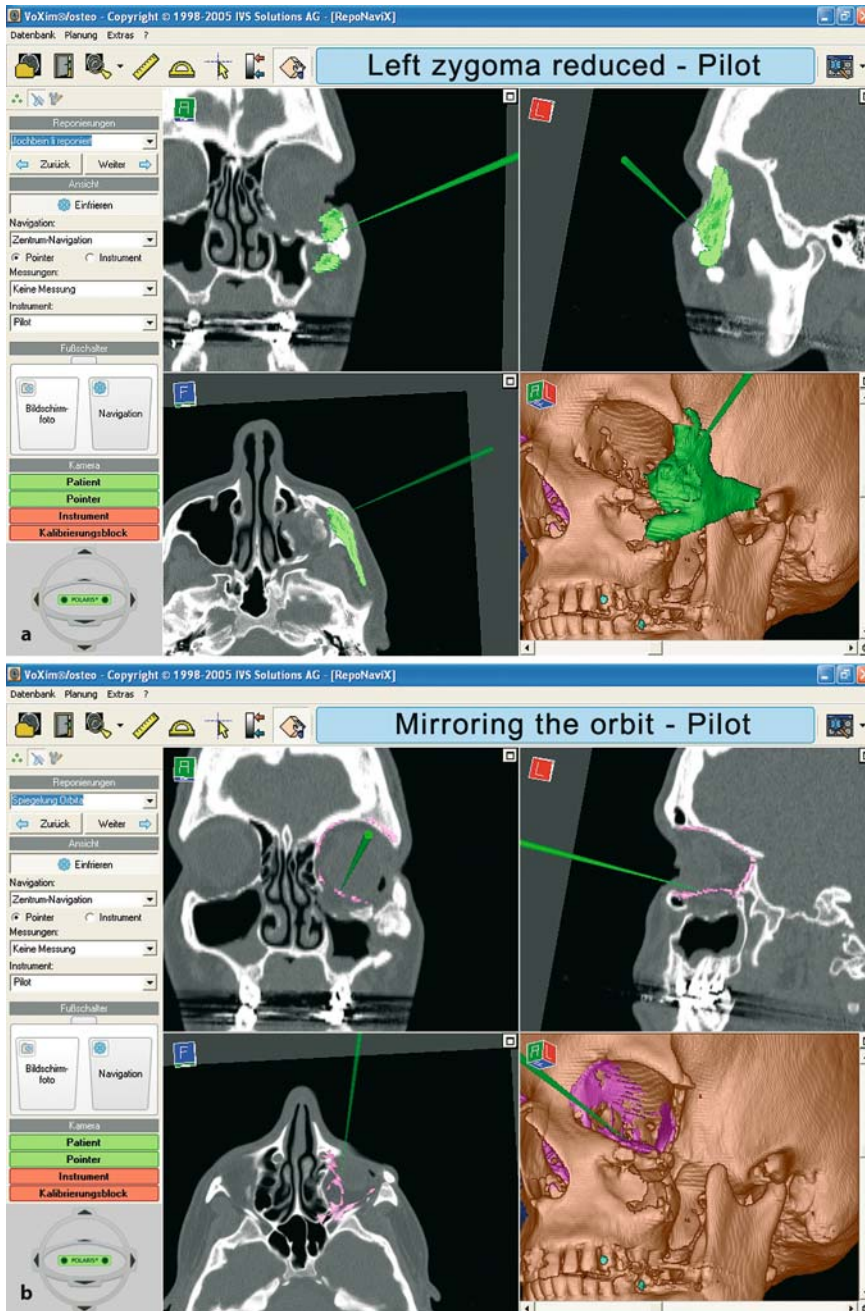 VoXim®/osteo - Copyright © 1998-2005 IVS Solutions AG - [RepoNaviX]
Datenbank Planung Extras ?
Left zygoma reduced - Pilot
A
L
Reponierungen
Jochbein li reponiert
Zurück Weiter
Ansicht
Einfrieren
Navigation:
Zentrum-Navigation
Pointer Instrument
Messungen:
Keine Messung
Instrument:
Pilot
Fußschalter
F
A L
Bildschirm-
foto
Navigation
Kamera
Patient
Pointer
Instrument
Kalibrierungsblock
POLARIS®
a
VoXim®/osteo - Copyright © 1998-2005 IVS Solutions AG - [RepoNaviX]
Datenbank Planung Extras ?
Mirroring the orbit - Pilot
A
L
Reponierungen
Spiegelung Orbita
Zurück Weiter
Ansicht
Einfrieren
Navigation:
Zentrum-Navigation
Pointer Instrument
Messungen:
Keine Messung
Instrument:
Pilot
Fußschalter
F
A L
Bildschirm-
foto
Navigation
Kamera
Patient
Pointer
Instrument
Kalibrierungsblock
POLARIS®
b